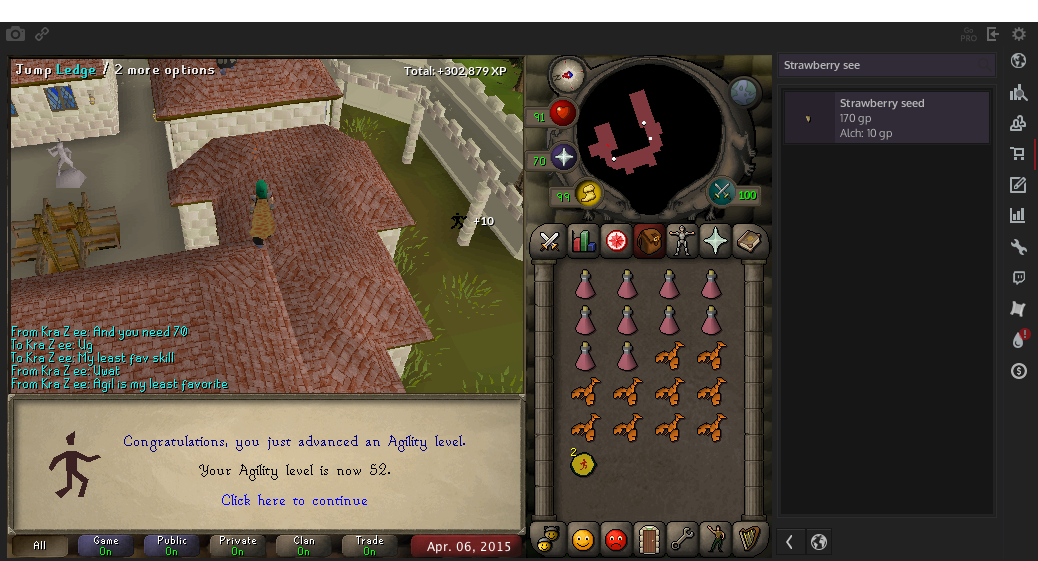 Go
PRO
Jump Ledge / 2 more options
Total: +302,879 XP
Strawberry see
Strawberry seed
170 gp
Alch: 10 gp
91
70
99
100
+10
From Kra Z ee: And you need 70
To Kra Z ee: Ug
To Kra Z ee: My least fav skill
From Kra Z ee: Uwat
From Kra Z ee: Agil is my least favorite
Congratulations, you just advanced an Agility level.
Your Agility level is now 52.
Click here to continue
2
All
Game
On
Public
On
Private
On
Clan
On
Trade
On
Apr. 06, 2015